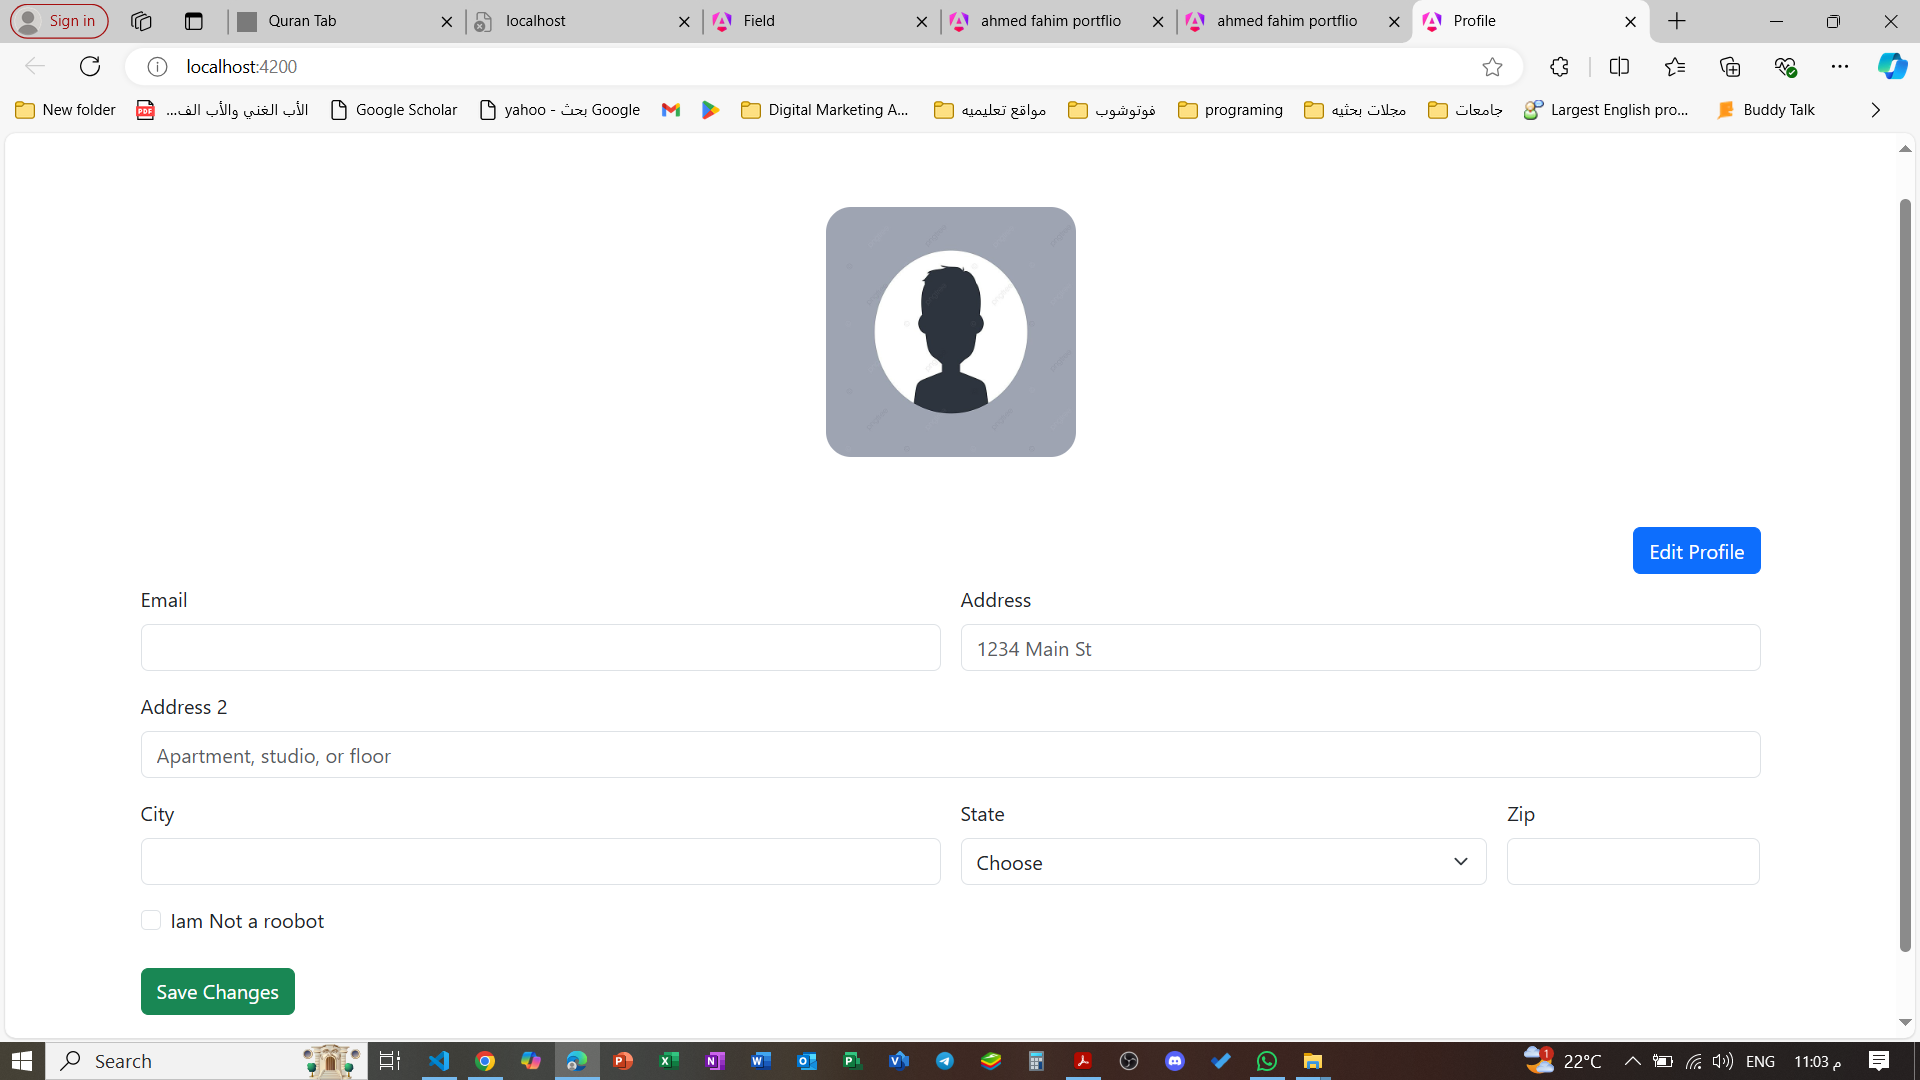 Sign in
Quran Tab
localhost
Field
ahmed fahim portflio
ahmed fahim portflio
Profile
localhost:4200
New folder
الأب الغني والأب الف...
Google Scholar
yahoo - بحث Google
Digital Marketing A...
مواقع تعليميه
فوتوشوب
programing
مجلات بحثيه
جامعات
Largest English pro...
Buddy Talk
Edit Profile
Email
Address
1234 Main St
Address 2
Apartment, studio, or floor
City
State
Zip
Choose
Iam Not a roobot
Save Changes
Search
1
22°C
ENG
11:03 م